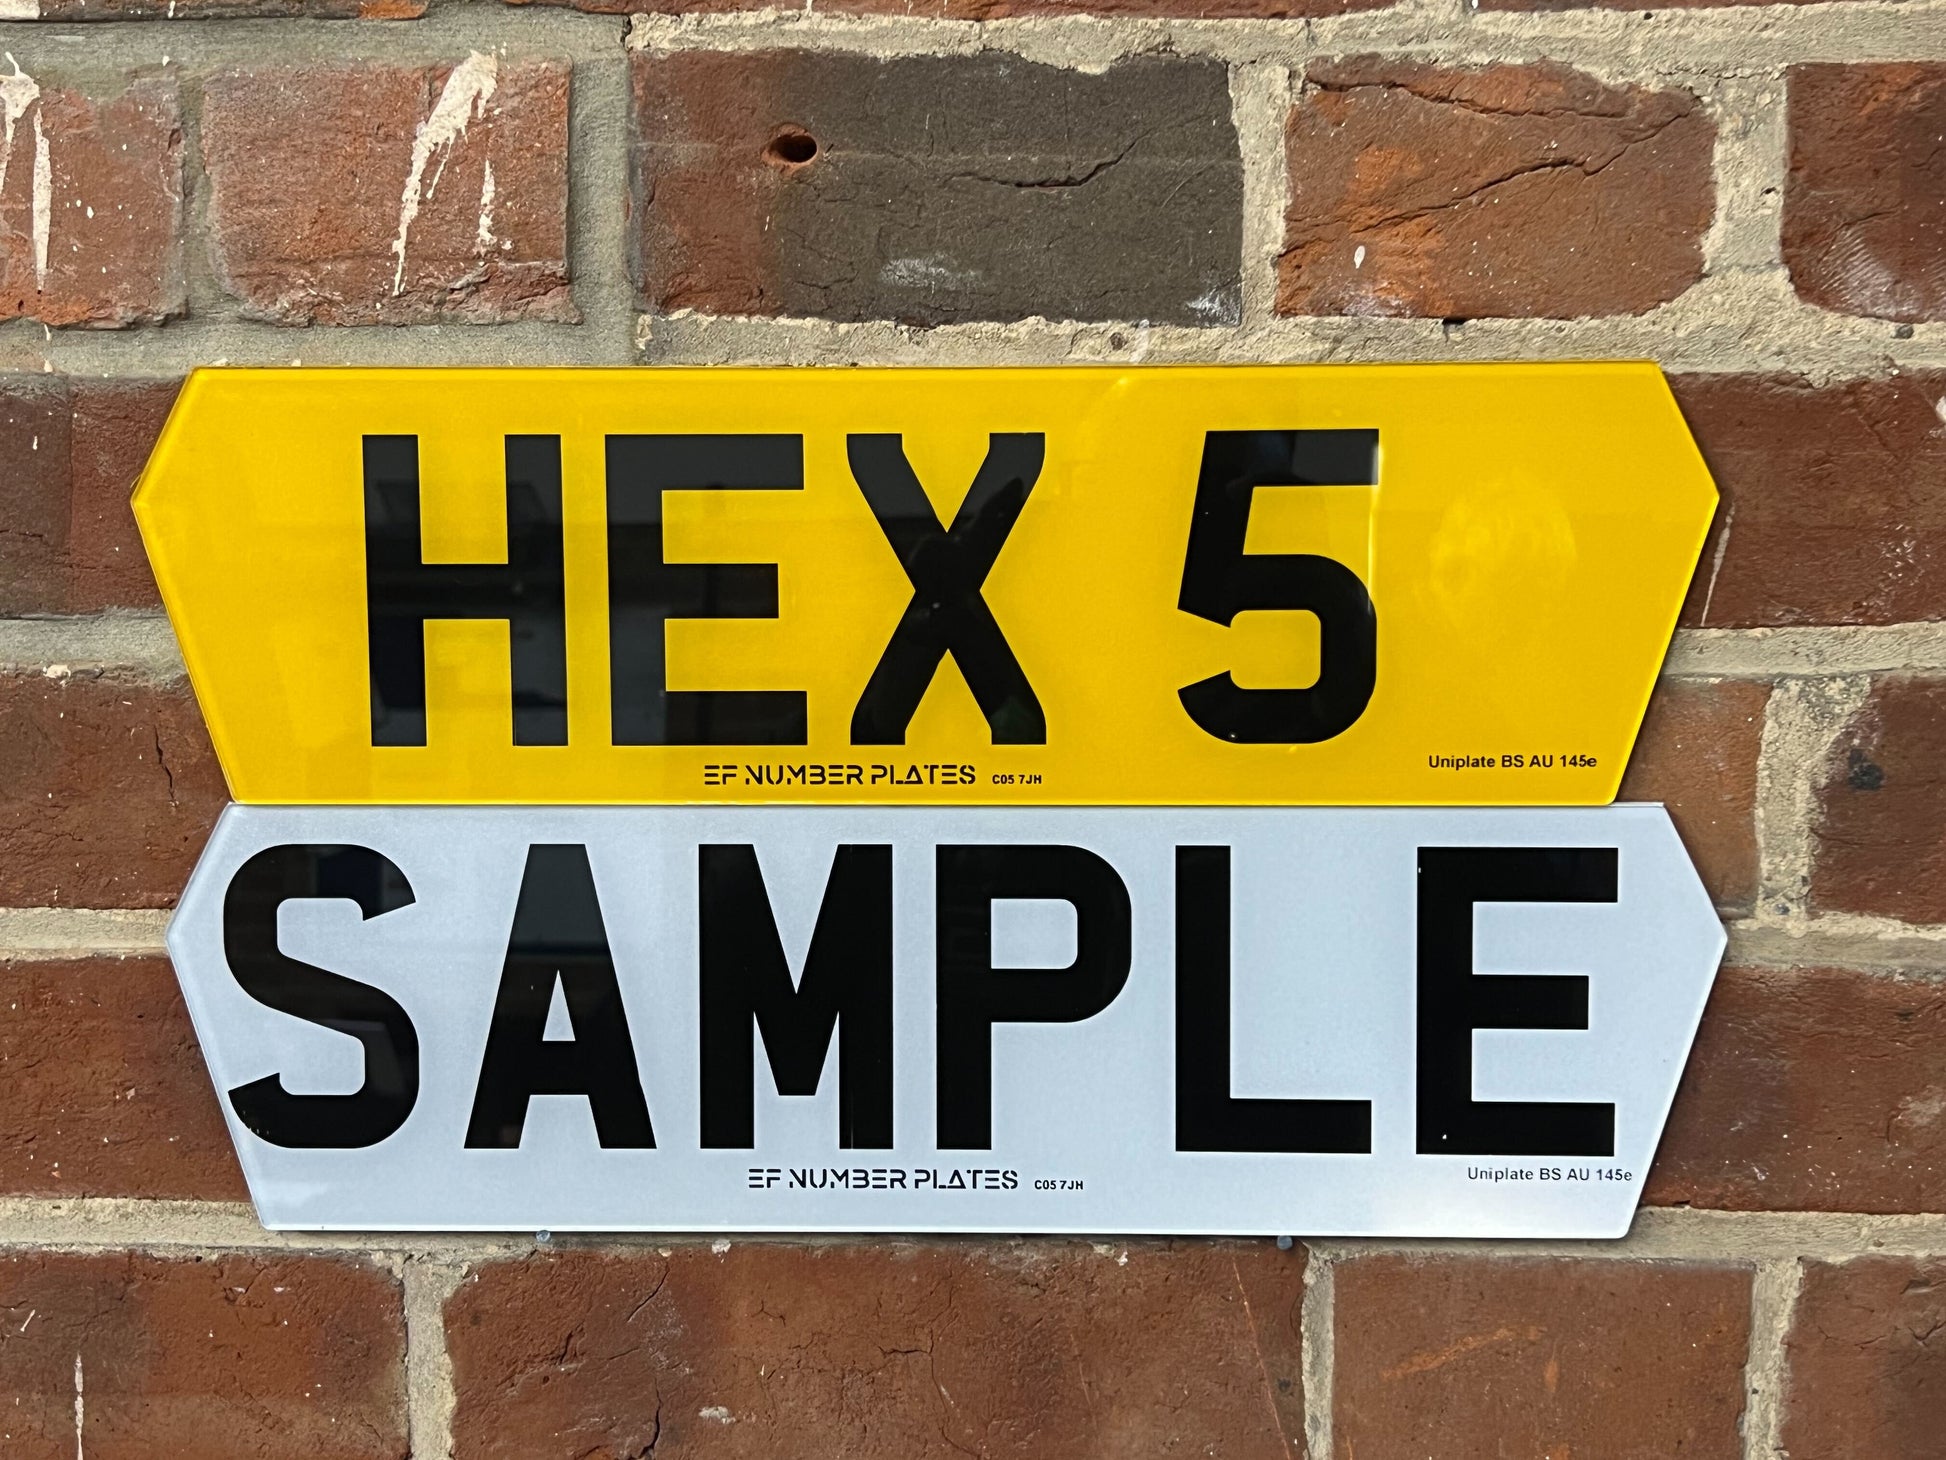 HEX 5
EF NUMBER PLATES C05 7JH
Uniplate BS AU 145e
SAMPLE
EF NUMBER PLATES C05 7JH
Uniplate BS AU 145e